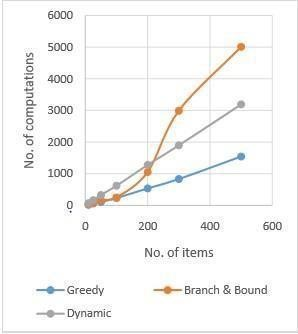 6000
5000
4000
3000
2000
1000
0
No. of computations
0 200 400 600
No. of items
Greedy Branch & Bound
Dynamic